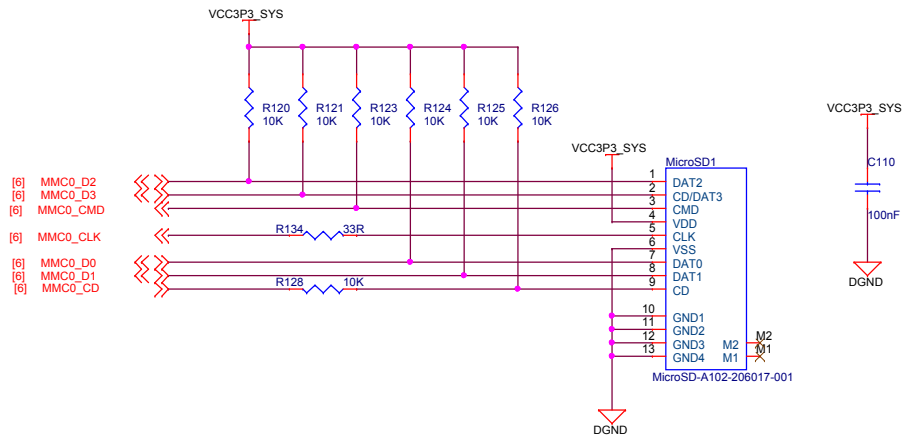 VCC3P3_SYS
R120 R121 R123 R124 R125 R126
10K 10K 10K 10K 10K 10K
VCC3P3_SYS
C110
100nF
DGND
VCC3P3_SYS
MicroSD1
[6] MMC0_D2 1 DAT2
[6] MMC0_D3 2 CD/DAT3
[6] MMC0_CMD 3 CMD
4 VDD
[6] MMC0_CLK R134 33R 5 CLK
6 VSS
[6] MMC0_D0 7 DAT0
[6] MMC0_D1 8 DAT1
[6] MMC0_CD R128 10K 9 CD
10 GND1
11 GND2
12 GND3 M2 M2
13 GND4 M1 M1
MicroSD-A102-206017-001
DGND